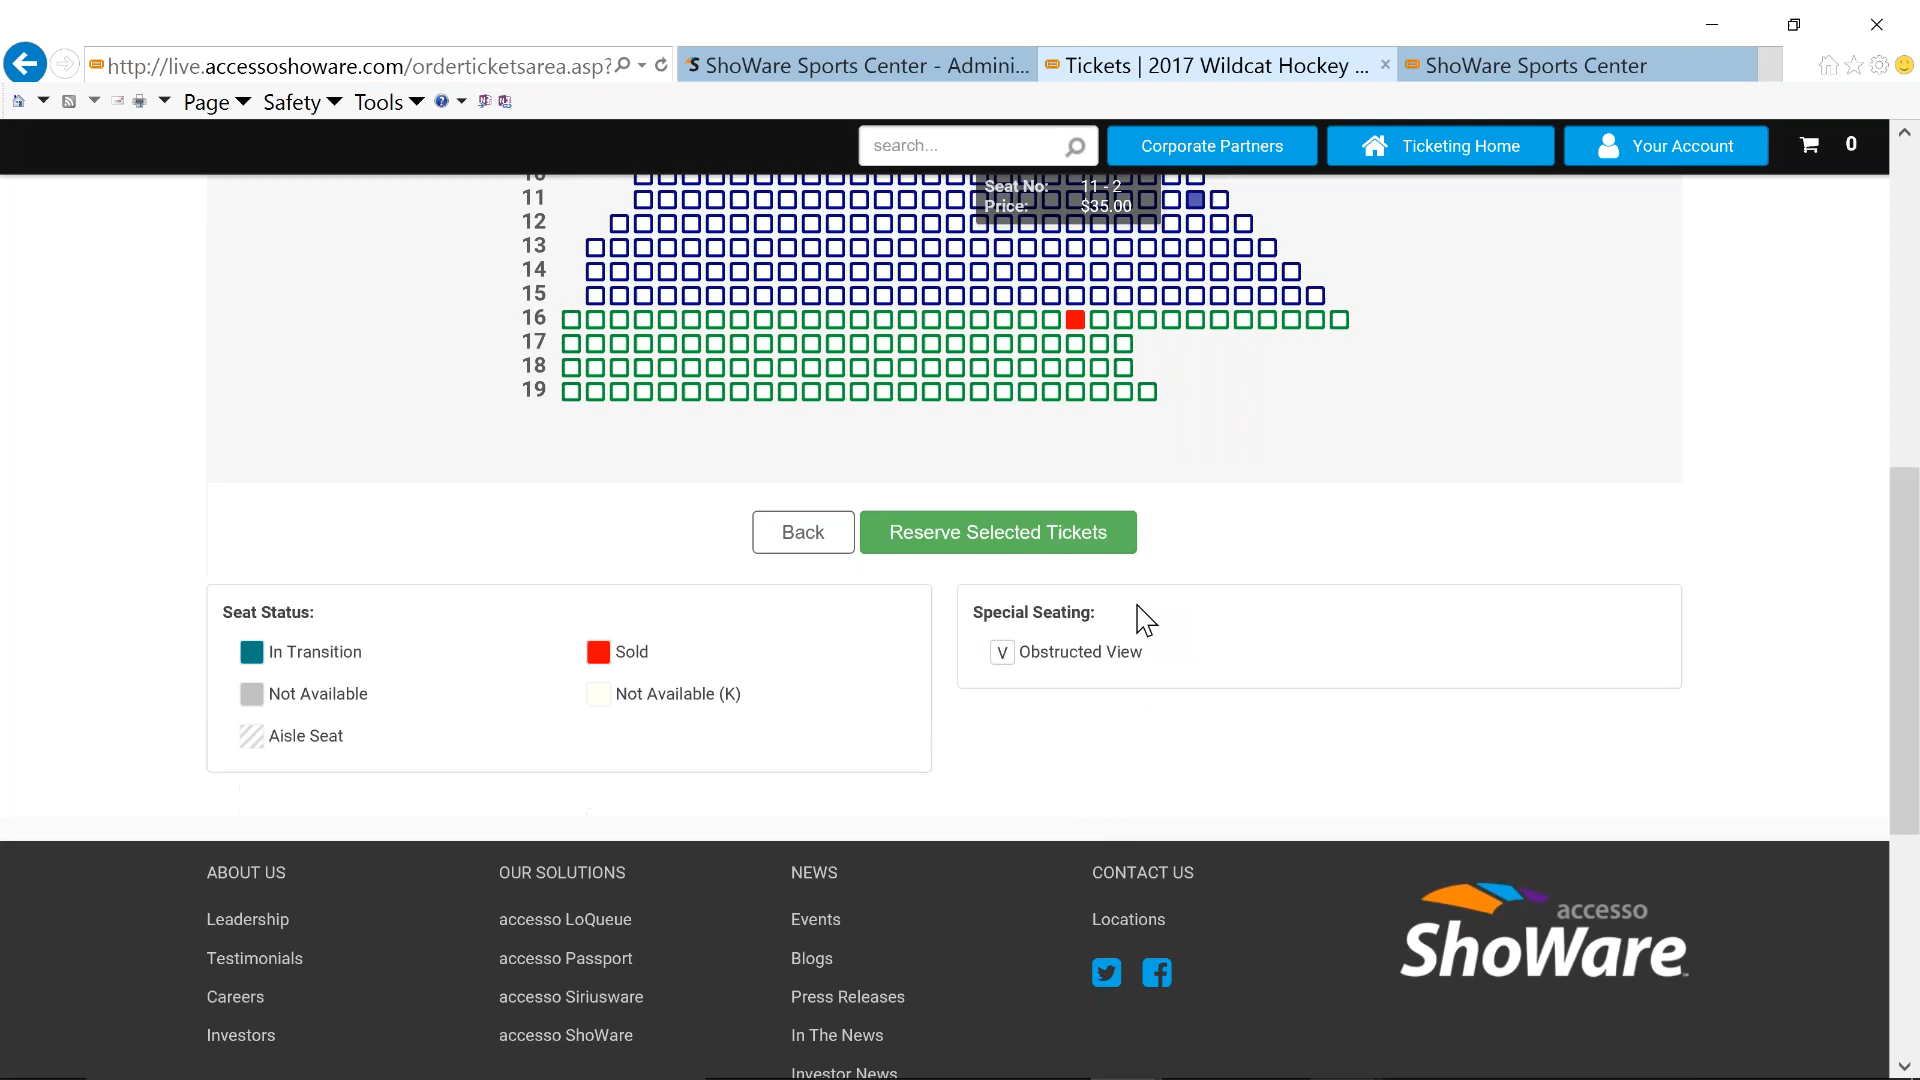 http://live.accessoshoware.com/orderticketsarea.asp?
ShoWare Sports Center - Admini...
Tickets | 2017 Wildcat Hockey ...
ShoWare Sports Center
Page
Safety
Tools
search...
Corporate Partners
Ticketing Home
Your Account
0
10
Seat No: 11 - 2
11
Price: $35.00
12
13
14
15
16
17
18
19
Back
Reserve Selected Tickets
Seat Status:
Special Seating:
In Transition
Sold
V Obstructed View
Not Available
Not Available (K)
Aisle Seat
ABOUT US
OUR SOLUTIONS
NEWS
CONTACT US
Leadership
accesso LoQueue
Events
Locations
accesso
ShoWare
Testimonials
accesso Passport
Blogs
Careers
accesso Siriusware
Press Releases
Investors
accesso ShoWare
In The News
Investor News